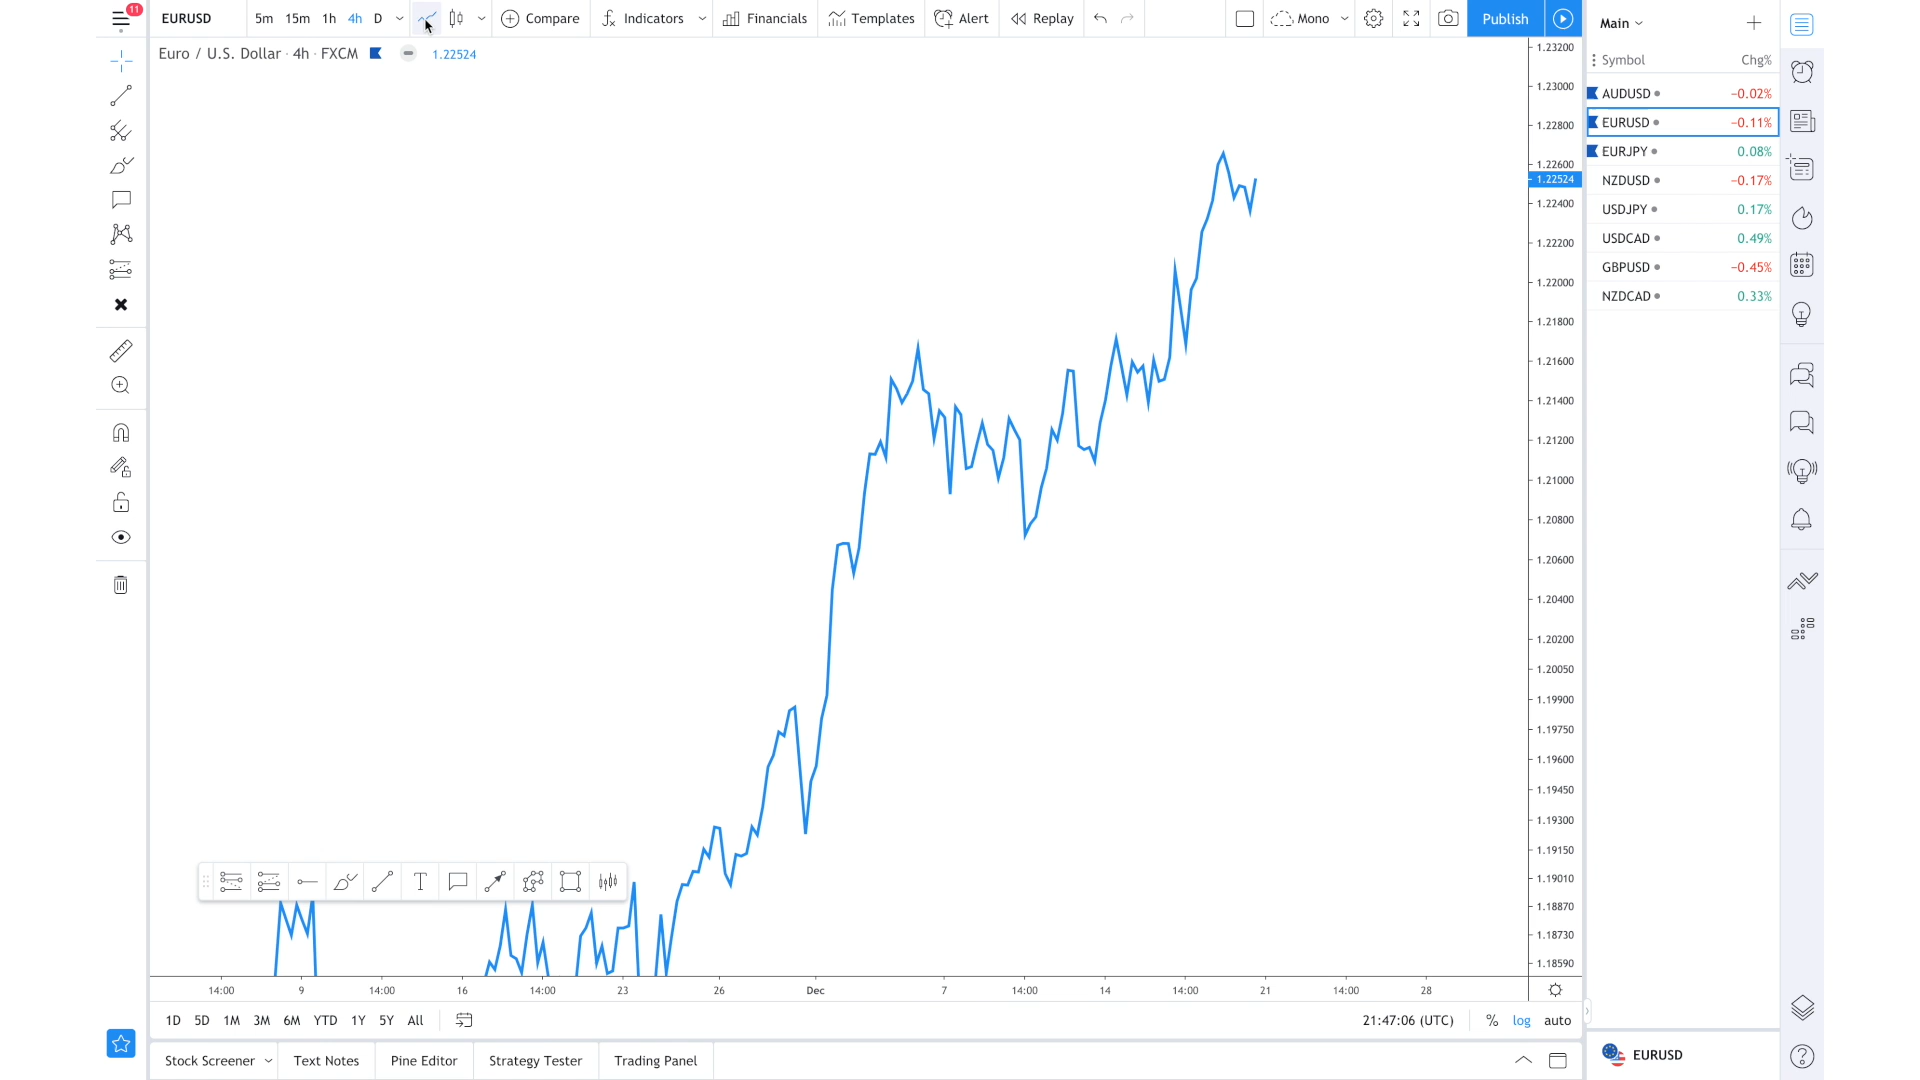 11
EURUSD 5m 15m 1h 4h D Compare Indicators Financials Templates Alert Replay Mono Publish
Main
Euro / U.S. Dollar · 4h · FXCM 1.22524
Symbol Chg%
AUDUSD −0.02%
EURUSD −0.11%
EURJPY 0.08%
NZDUSD −0.17%
USDJPY 0.17%
USDCAD 0.49%
GBPUSD −0.45%
NZDCAD 0.33%
1.23200
1.23000
1.22800
1.22600
1.22524
1.22400
1.22200
1.22000
1.21800
1.21600
1.21400
1.21200
1.21000
1.20800
1.20600
1.20400
1.20200
1.20050
1.19900
1.19750
1.19600
1.19450
1.19300
1.19150
1.19010
1.18870
1.18730
1.18590
T
14:00 9 14:00 16 14:00 23 26 Dec 7 14:00 14 14:00 21 14:00 28
1D 5D 1M 3M 6M YTD 1Y 5Y All 21:47:06 (UTC) % log auto
Stock Screener Text Notes Pine Editor Strategy Tester Trading Panel
EURUSD